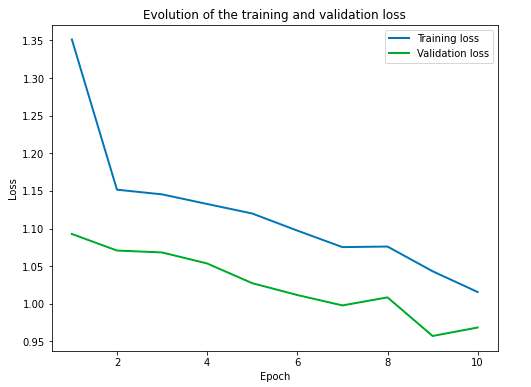 Evolution of the training and validation loss
Training loss
Validation loss
1.35
1.30
1.25
1.20
1.15
1.10
1.05
1.00
0.95
Loss
2 4 6 8 10
Epoch